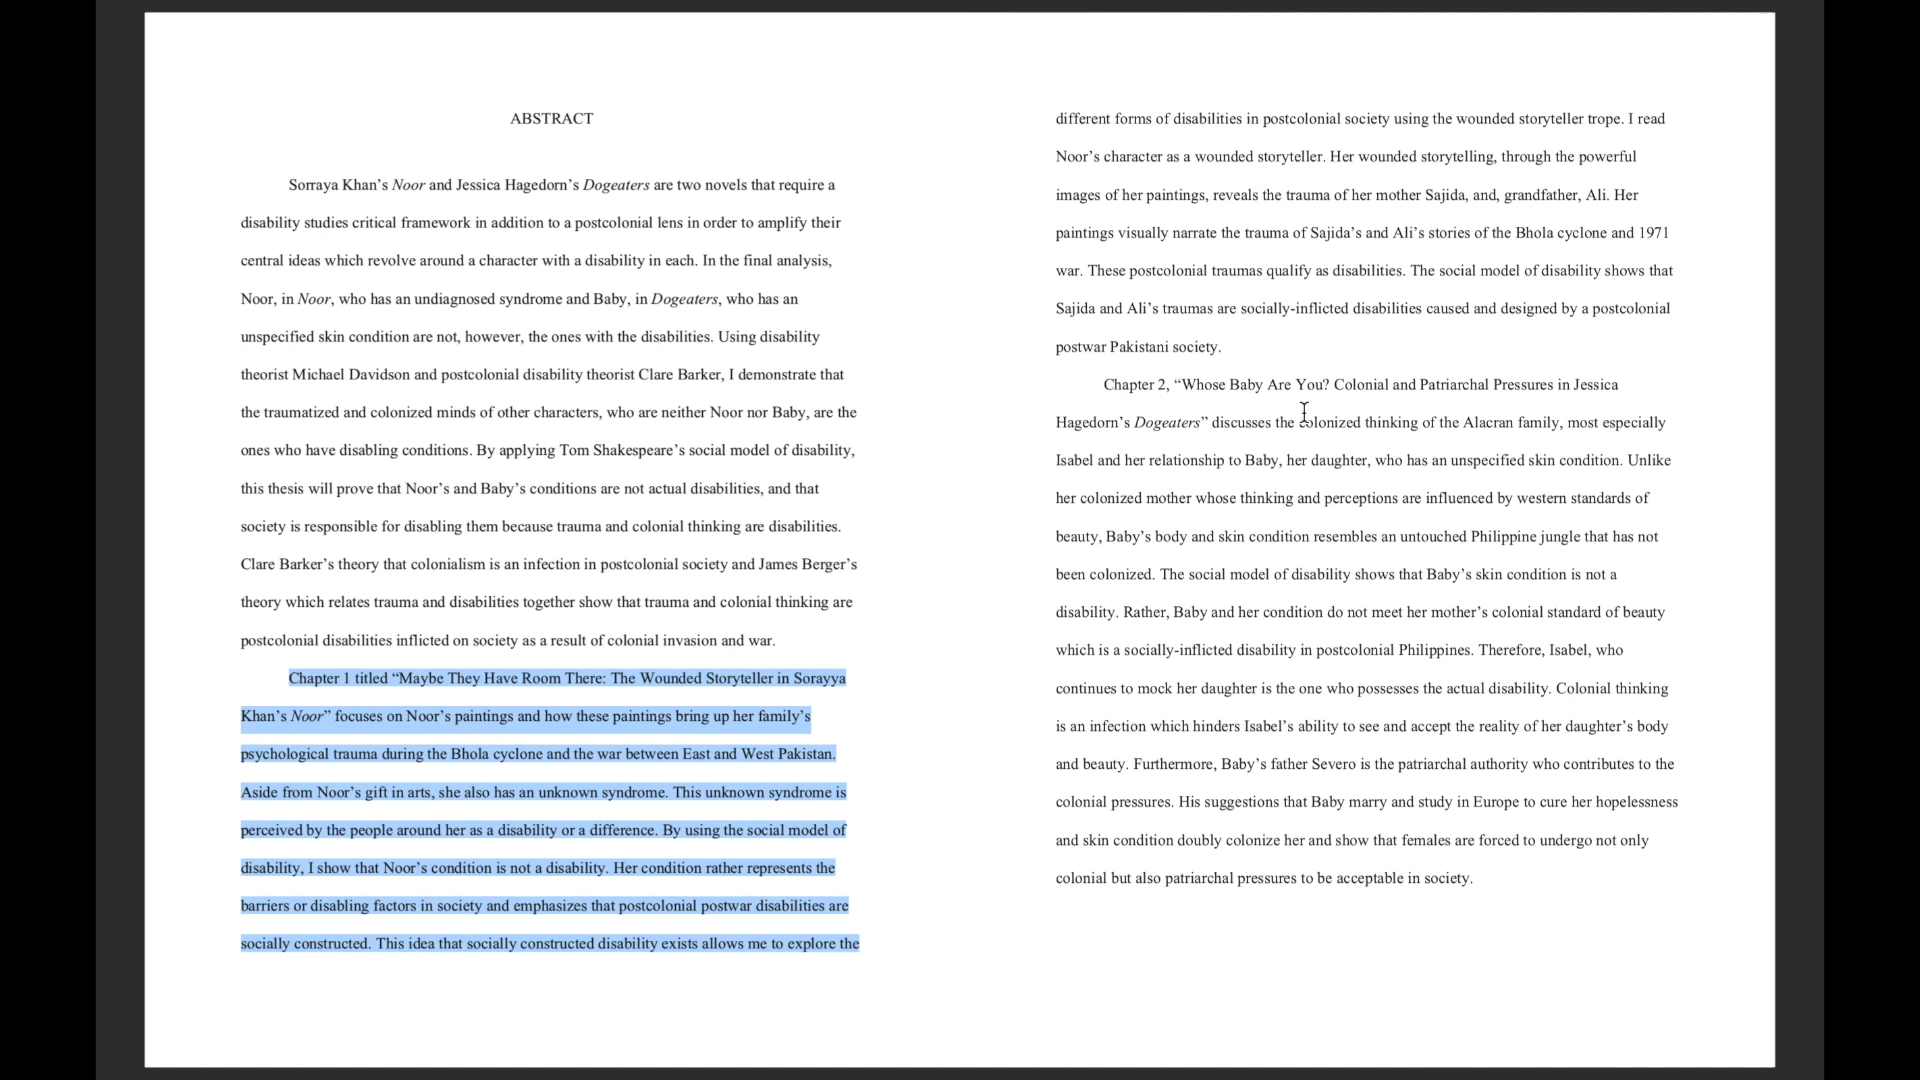 ABSTRACT
Sorraya Khan’s Noor and Jessica Hagedorn’s Dogeaters are two novels that require a
disability studies critical framework in addition to a postcolonial lens in order to amplify their
central ideas which revolve around a character with a disability in each. In the final analysis,
Noor, in Noor, who has an undiagnosed syndrome and Baby, in Dogeaters, who has an
unspecified skin condition are not, however, the ones with the disabilities. Using disability
theorist Michael Davidson and postcolonial disability theorist Clare Barker, I demonstrate that
the traumatized and colonized minds of other characters, who are neither Noor nor Baby, are the
ones who have disabling conditions. By applying Tom Shakespeare’s social model of disability,
this thesis will prove that Noor’s and Baby’s conditions are not actual disabilities, and that
society is responsible for disabling them because trauma and colonial thinking are disabilities.
Clare Barker’s theory that colonialism is an infection in postcolonial society and James Berger’s
theory which relates trauma and disabilities together show that trauma and colonial thinking are
postcolonial disabilities inflicted on society as a result of colonial invasion and war.
Chapter 1 titled “Maybe They Have Room There: The Wounded Storyteller in Sorayya
Khan’s Noor” focuses on Noor’s paintings and how these paintings bring up her family’s
psychological trauma during the Bhola cyclone and the war between East and West Pakistan.
Aside from Noor’s gift in arts, she also has an unknown syndrome. This unknown syndrome is
perceived by the people around her as a disability or a difference. By using the social model of
disability, I show that Noor’s condition is not a disability. Her condition rather represents the
barriers or disabling factors in society and emphasizes that postcolonial postwar disabilities are
socially constructed. This idea that socially constructed disability exists allows me to explore the
different forms of disabilities in postcolonial society using the wounded storyteller trope. I read
Noor’s character as a wounded storyteller. Her wounded storytelling, through the powerful
images of her paintings, reveals the trauma of her mother Sajida, and, grandfather, Ali. Her
paintings visually narrate the trauma of Sajida’s and Ali’s stories of the Bhola cyclone and 1971
war. These postcolonial traumas qualify as disabilities. The social model of disability shows that
Sajida and Ali’s traumas are socially-inflicted disabilities caused and designed by a postcolonial
postwar Pakistani society.
Chapter 2, “Whose Baby Are You? Colonial and Patriarchal Pressures in Jessica
Hagedorn’s Dogeaters” discusses the colonized thinking of the Alacran family, most especially
Isabel and her relationship to Baby, her daughter, who has an unspecified skin condition. Unlike
her colonized mother whose thinking and perceptions are influenced by western standards of
beauty, Baby’s body and skin condition resembles an untouched Philippine jungle that has not
been colonized. The social model of disability shows that Baby’s skin condition is not a
disability. Rather, Baby and her condition do not meet her mother’s colonial standard of beauty
which is a socially-inflicted disability in postcolonial Philippines. Therefore, Isabel, who
continues to mock her daughter is the one who possesses the actual disability. Colonial thinking
is an infection which hinders Isabel’s ability to see and accept the reality of her daughter’s body
and beauty. Furthermore, Baby’s father Severo is the patriarchal authority who contributes to the
colonial pressures. His suggestions that Baby marry and study in Europe to cure her hopelessness
and skin condition doubly colonize her and show that females are forced to undergo not only
colonial but also patriarchal pressures to be acceptable in society.